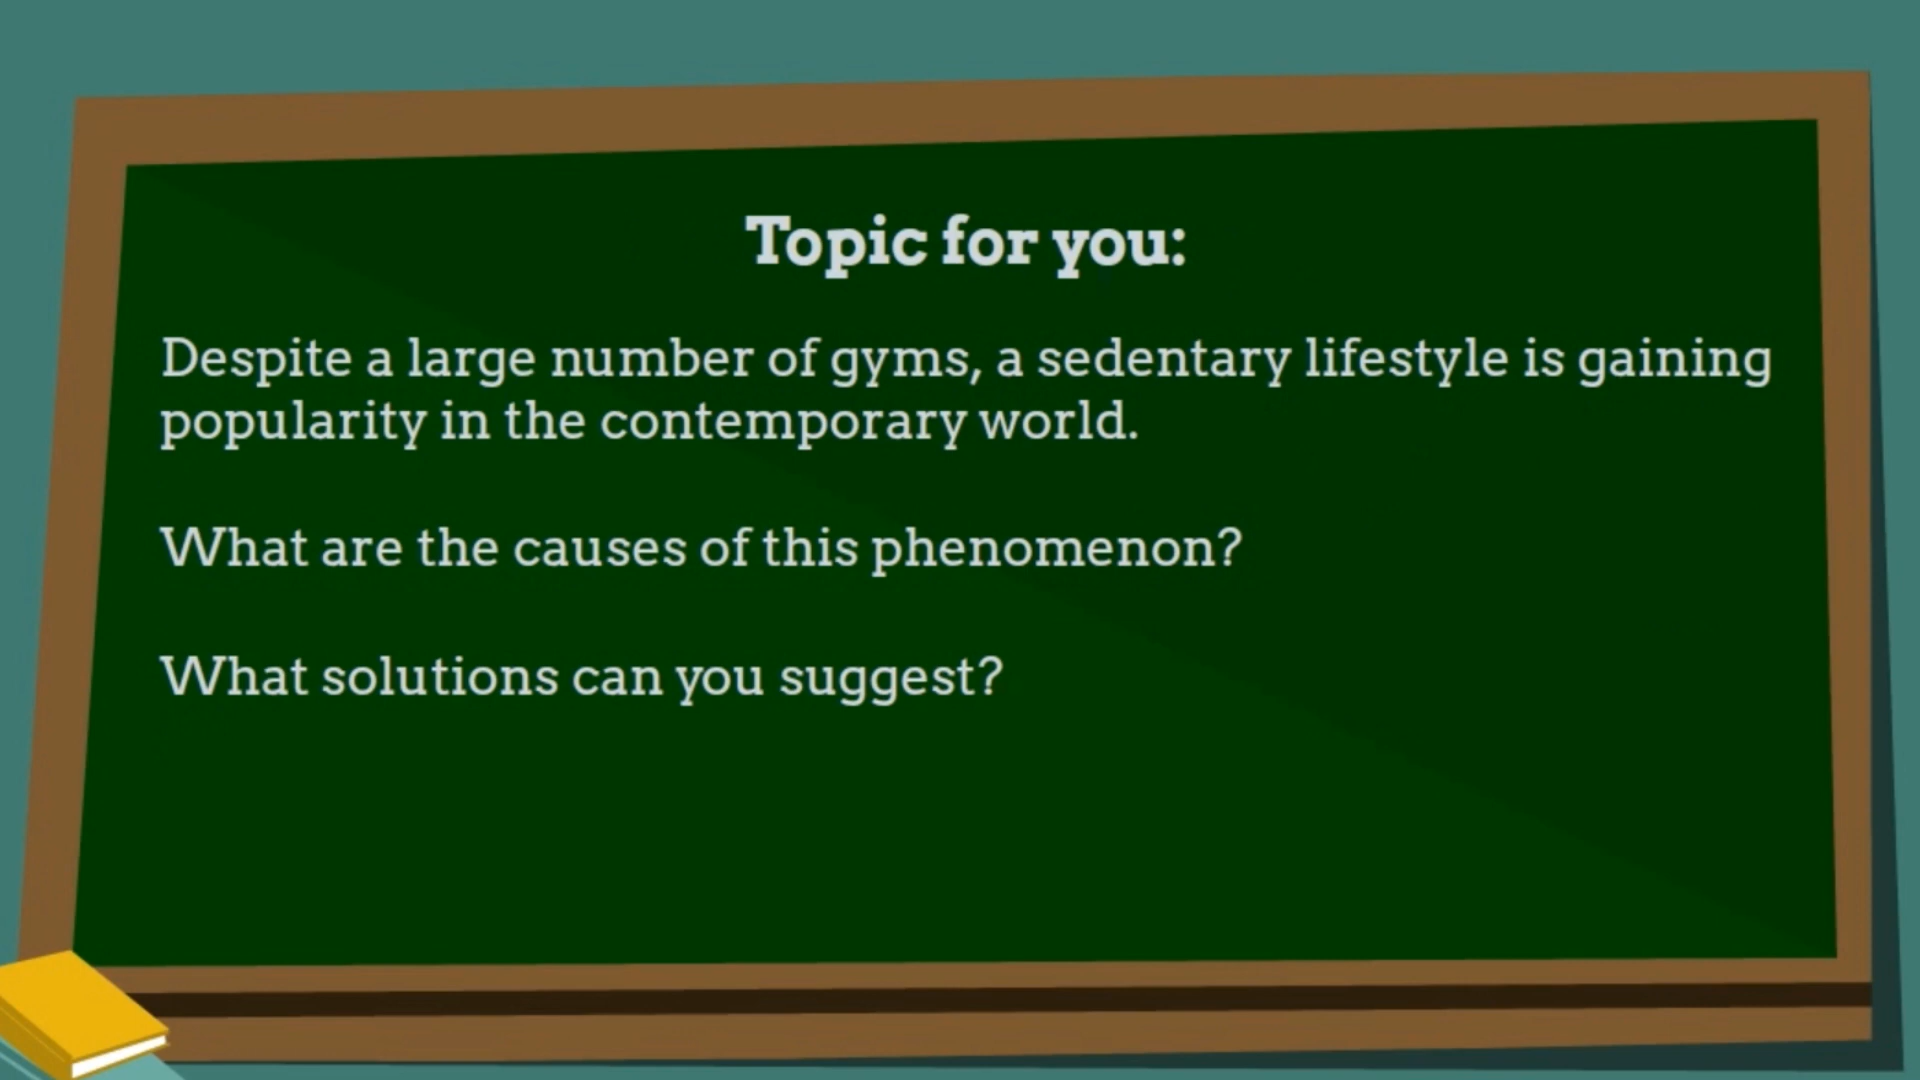 Topic for you:
Despite a large number of gyms, a sedentary lifestyle is gaining
popularity in the contemporary world.
What are the causes of this phenomenon?
What solutions can you suggest?